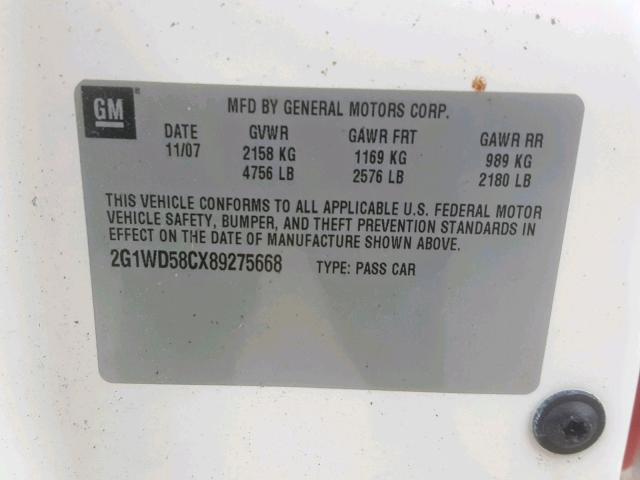 GM ®
MFD BY GENERAL MOTORS CORP.
DATE GVWR GAWR FRT GAWR RR
11/07 2158 KG 1169 KG 989 KG
4756 LB 2576 LB 2180 LB
THIS VEHICLE CONFORMS TO ALL APPLICABLE U.S. FEDERAL MOTOR
VEHICLE SAFETY, BUMPER, AND THEFT PREVENTION STANDARDS IN
EFFECT ON THE DATE OF MANUFACTURE SHOWN ABOVE.
2G1WD58CX89275668 TYPE: PASS CAR